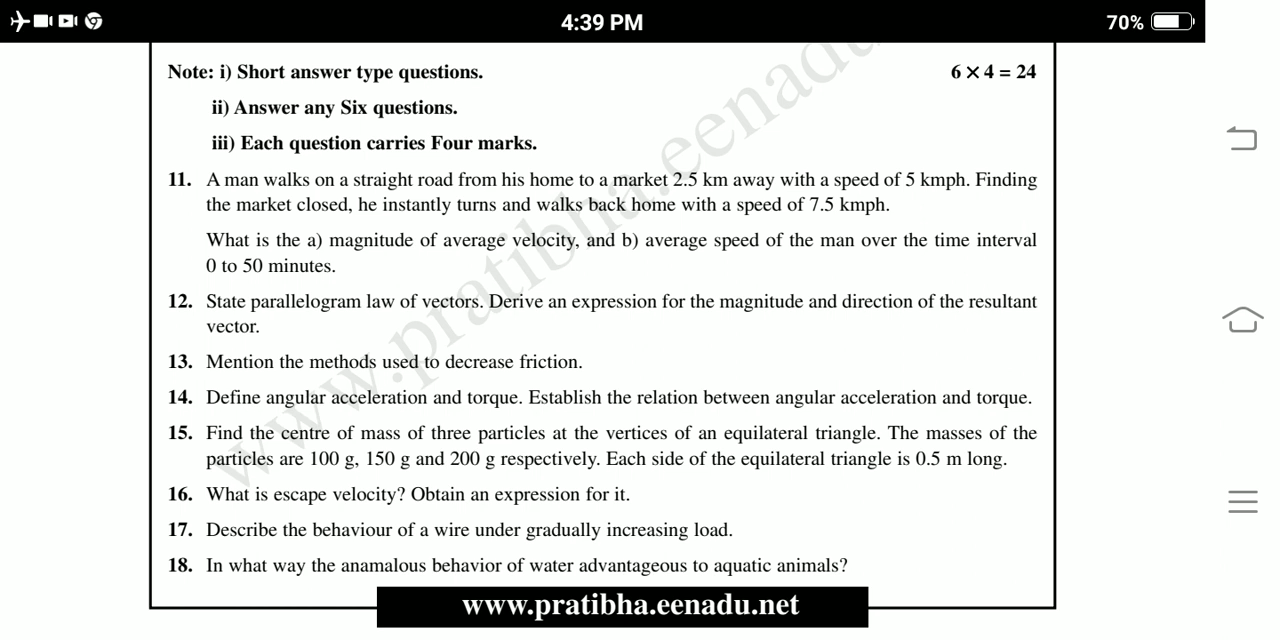 4:39 PM
70%
Note: i) Short answer type questions. 6 × 4 = 24
ii) Answer any Six questions.
iii) Each question carries Four marks.
11. A man walks on a straight road from his home to a market 2.5 km away with a speed of 5 kmph. Finding
the market closed, he instantly turns and walks back home with a speed of 7.5 kmph.
What is the a) magnitude of average velocity, and b) average speed of the man over the time interval
0 to 50 minutes.
12. State parallelogram law of vectors. Derive an expression for the magnitude and direction of the resultant
vector.
13. Mention the methods used to decrease friction.
14. Define angular acceleration and torque. Establish the relation between angular acceleration and torque.
15. Find the centre of mass of three particles at the vertices of an equilateral triangle. The masses of the
particles are 100 g, 150 g and 200 g respectively. Each side of the equilateral triangle is 0.5 m long.
16. What is escape velocity? Obtain an expression for it.
17. Describe the behaviour of a wire under gradually increasing load.
18. In what way the anamalous behavior of water advantageous to aquatic animals?
www.pratibha.eenadu
www.pratibha.eenadu.net